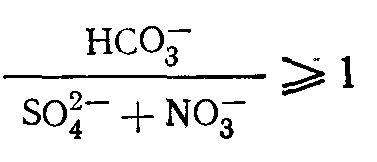 HCO₃⁻
SO₄²⁻ + NO₃⁻ ⩾ 1